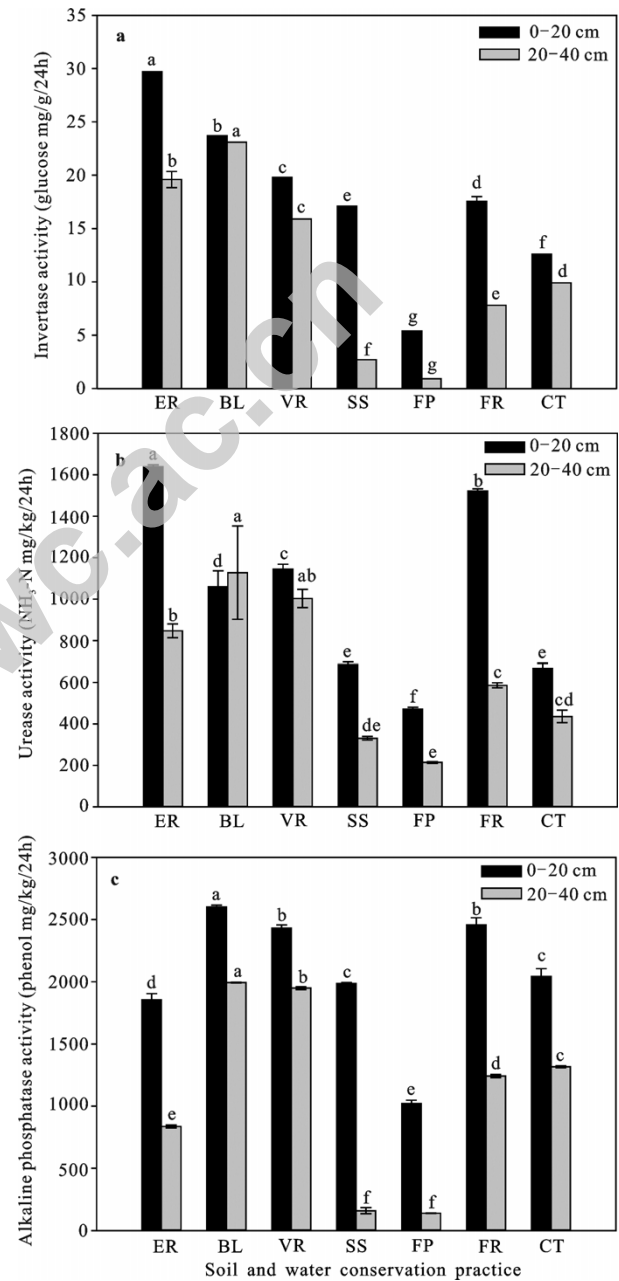 a
0−20 cm
20−40 cm
Invertase activity (glucose mg/g/24h)
35
30
25
20
15
10
5
0
a b b a c c e f g g d e f d
ER BL VR SS FP FR CT
b
0−20 cm
20−40 cm
Urease activity (NH₃-N mg/kg/24h)
1800
1600
1400
1200
1000
800
600
400
200
0
a b d a c ab e de f e b c e cd
ER BL VR SS FP FR CT
c
0−20 cm
20−40 cm
Alkaline phosphatase activity (phenol mg/kg/24h)
3000
2500
2000
1500
1000
500
0
d e a a b b c f e f b d c c
ER BL VR SS FP FR CT
Soil and water conservation practice
wc.ac.cn